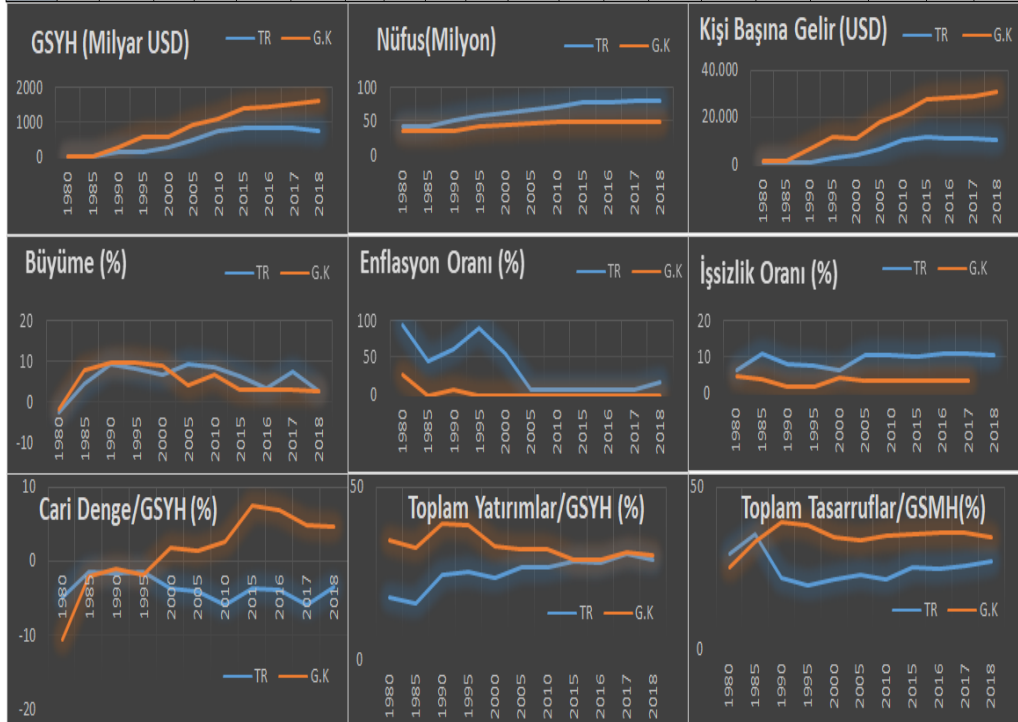 GSYH (Milyar USD)
TR G.K
2000
1000
0
1980 1985 1990 1995 2000 2005 2010 2015 2016 2017 2018
Nüfus(Milyon)
TR G.K
100
50
0
1980 1985 1990 1995 2000 2005 2010 2015 2016 2017 2018
Kişi Başına Gelir (USD)
TR G.K
40.000
20.000
0
1980 1985 1990 1995 2000 2005 2010 2015 2016 2017 2018
Büyüme (%)
TR G.K
20
10
0
-10
1980 1985 1990 1995 2000 2005 2010 2015 2016 2017 2018
Enflasyon Oranı (%)
TR G.K
100
50
0
1980 1985 1990 1995 2000 2005 2010 2015 2016 2017 2018
İşsizlik Oranı (%)
TR G.K
20
10
0
1980 1985 1990 1995 2000 2005 2010 2015 2016 2017 2018
Cari Denge/GSYH (%)
10
0
-10
-20
1980 1985 1990 1995 2000 2005 2010 2015 2016 2017 2018
TR G.K
Toplam Yatırımlar/GSYH (%)
50
TR G.K
0
1980 1985 1990 1995 2000 2005 2010 2015 2016 2017 2018
Toplam Tasarruflar/GSMH(%)
50
TR G.K
0
1980 1985 1990 1995 2000 2005 2010 2015 2016 2017 2018